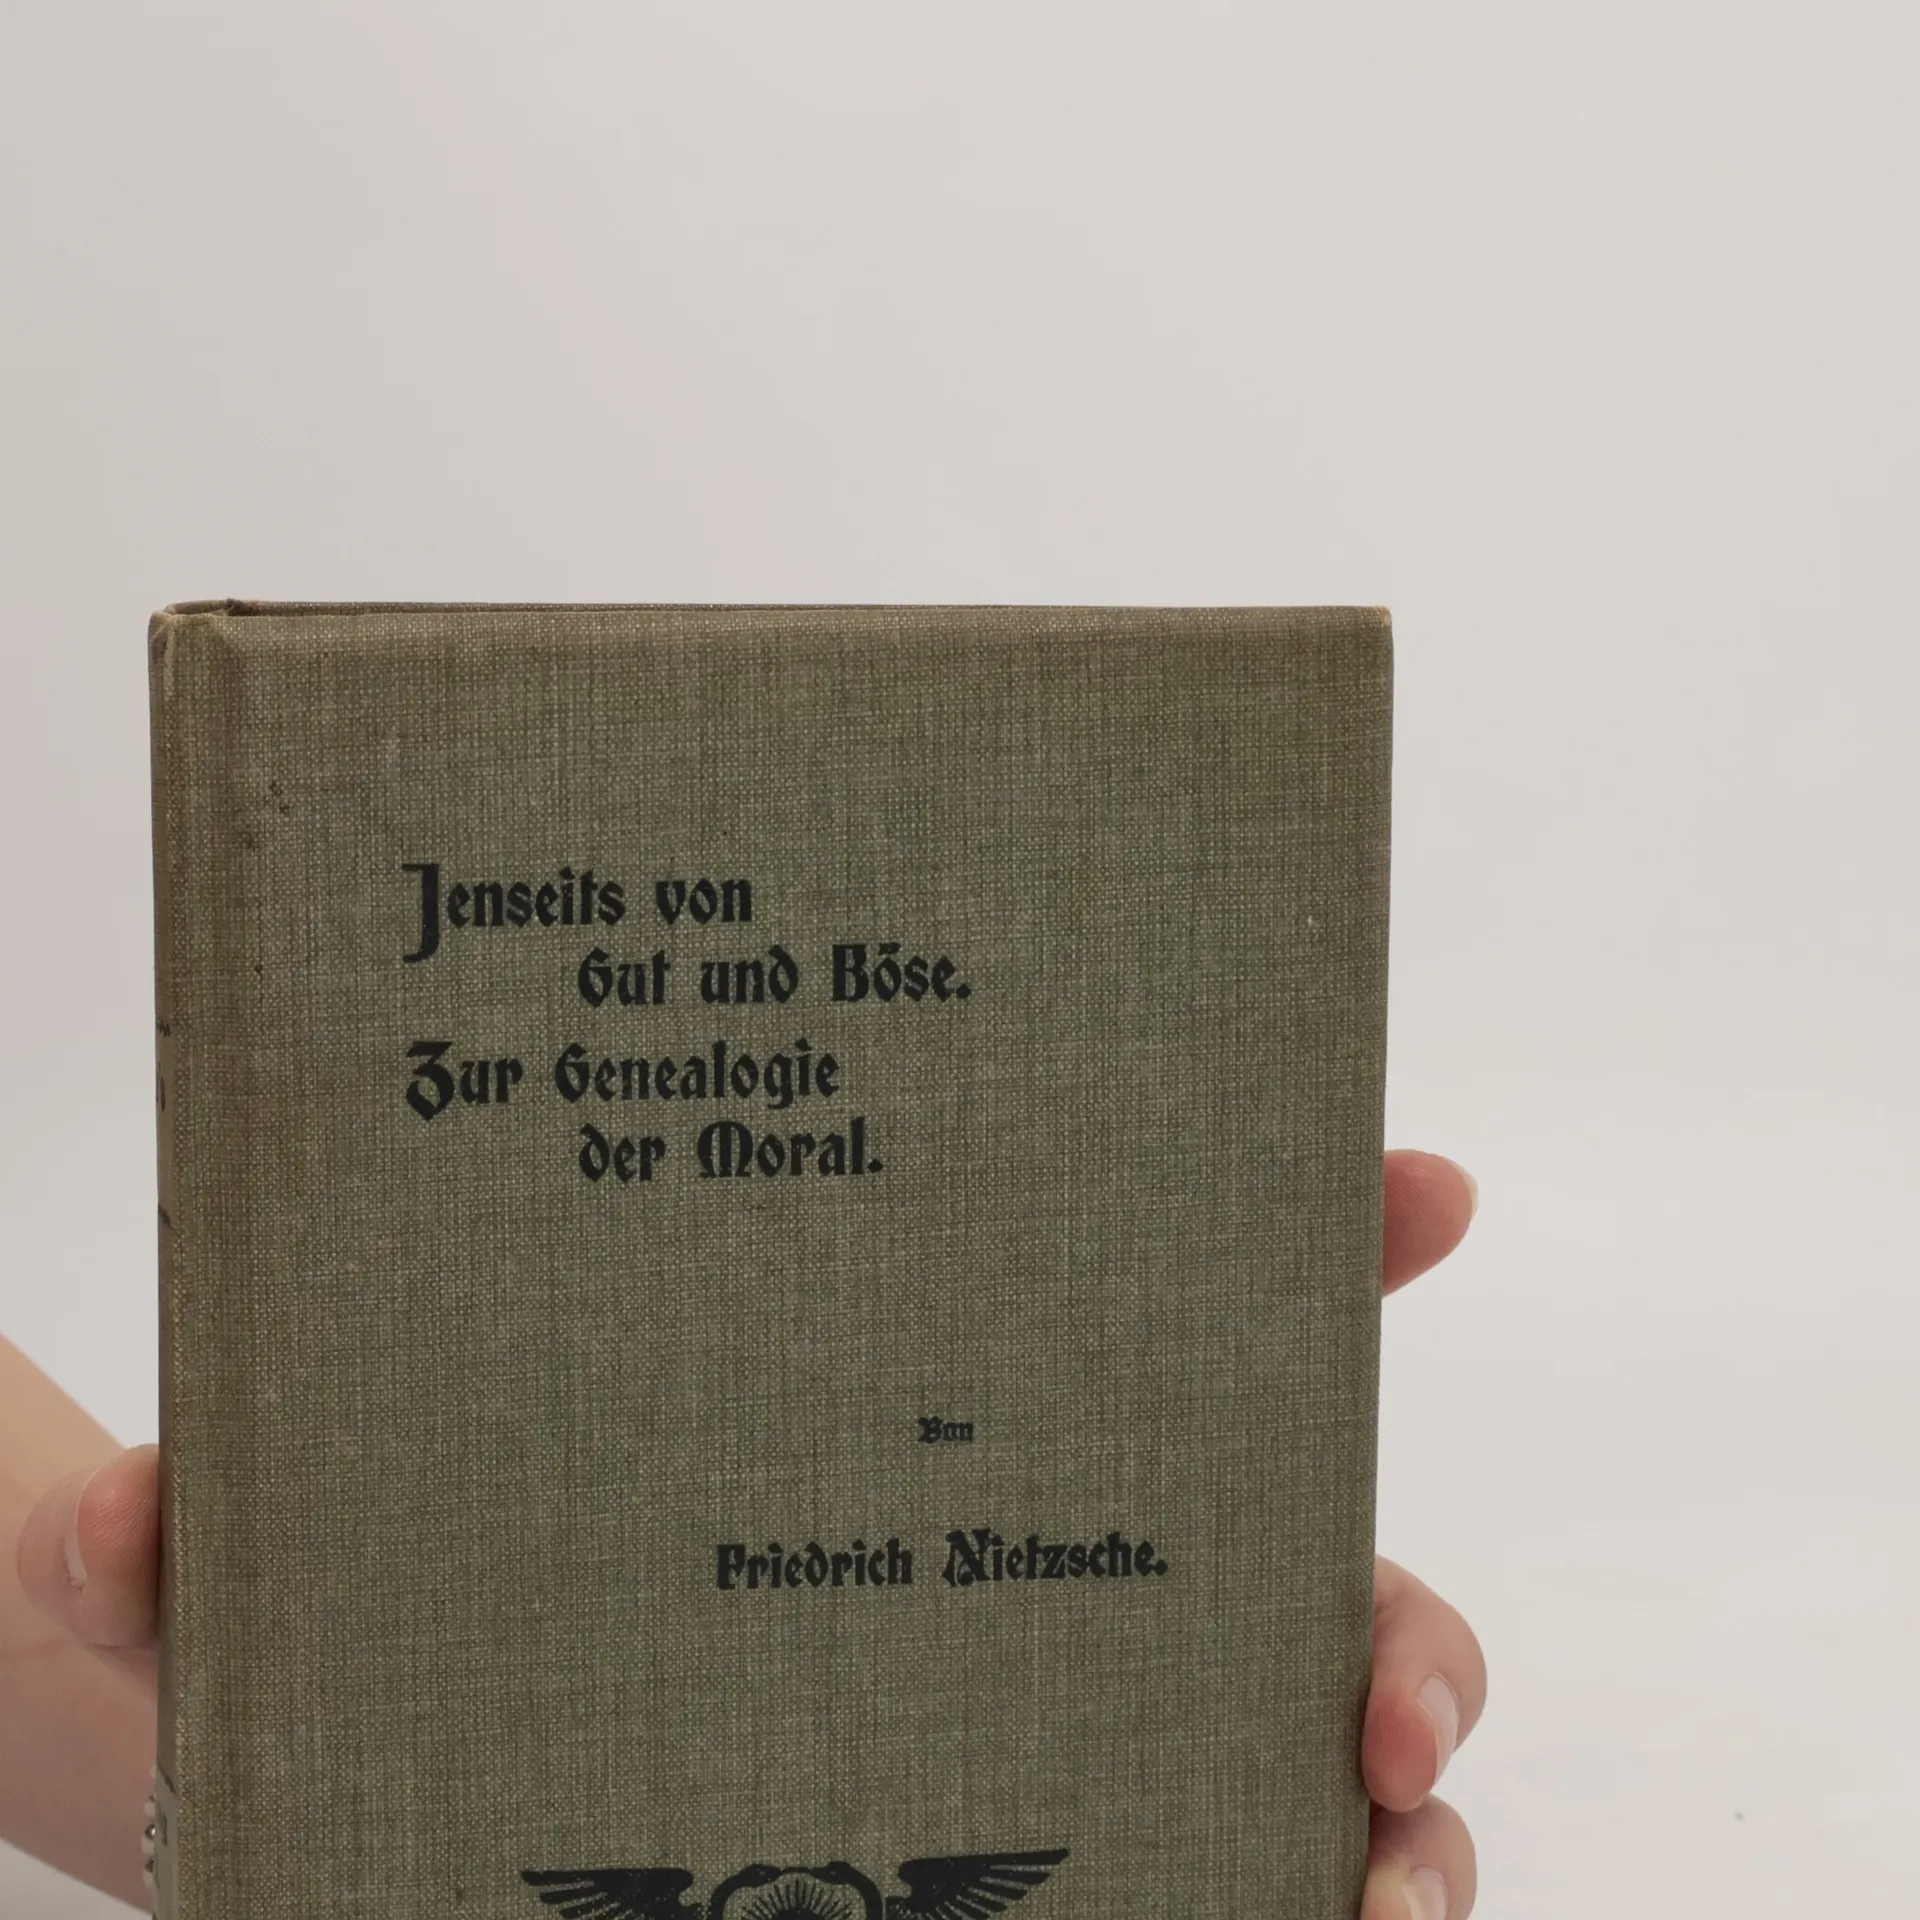 Jenseits von
Gut und Böse.
Zur Genealogie
der Moral.
Von
Friedrich Nietzsche.